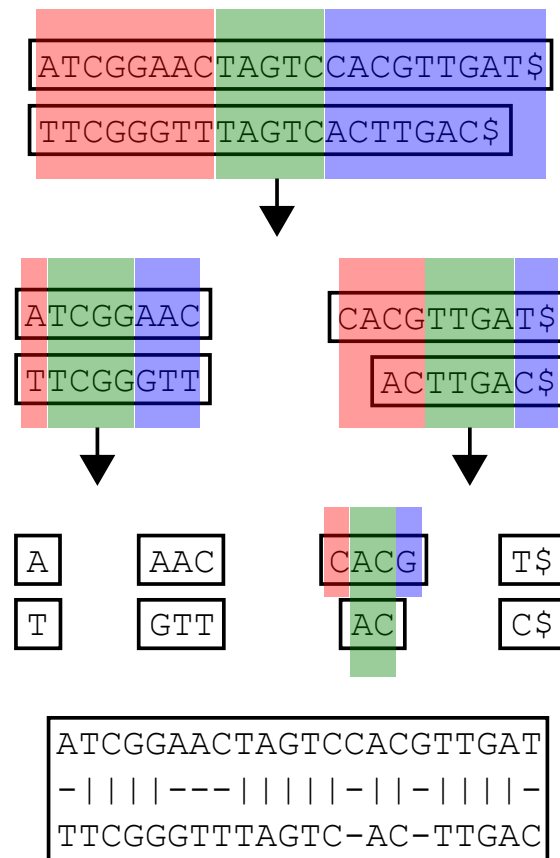 ATCGGAACTAGTCCACGTTGAT$
TTCGGGTTTAGTCACTTGAC$
ATCGGAAC CACGTTGAT$
TTCGGGTT ACTTGAC$
A AAC CACG T$
T GTT AC C$
ATCGGAACTAGTCCACGTTGAT
-||||---|||||-||-||||-
TTCGGGTTTAGTC-AC-TTGAC